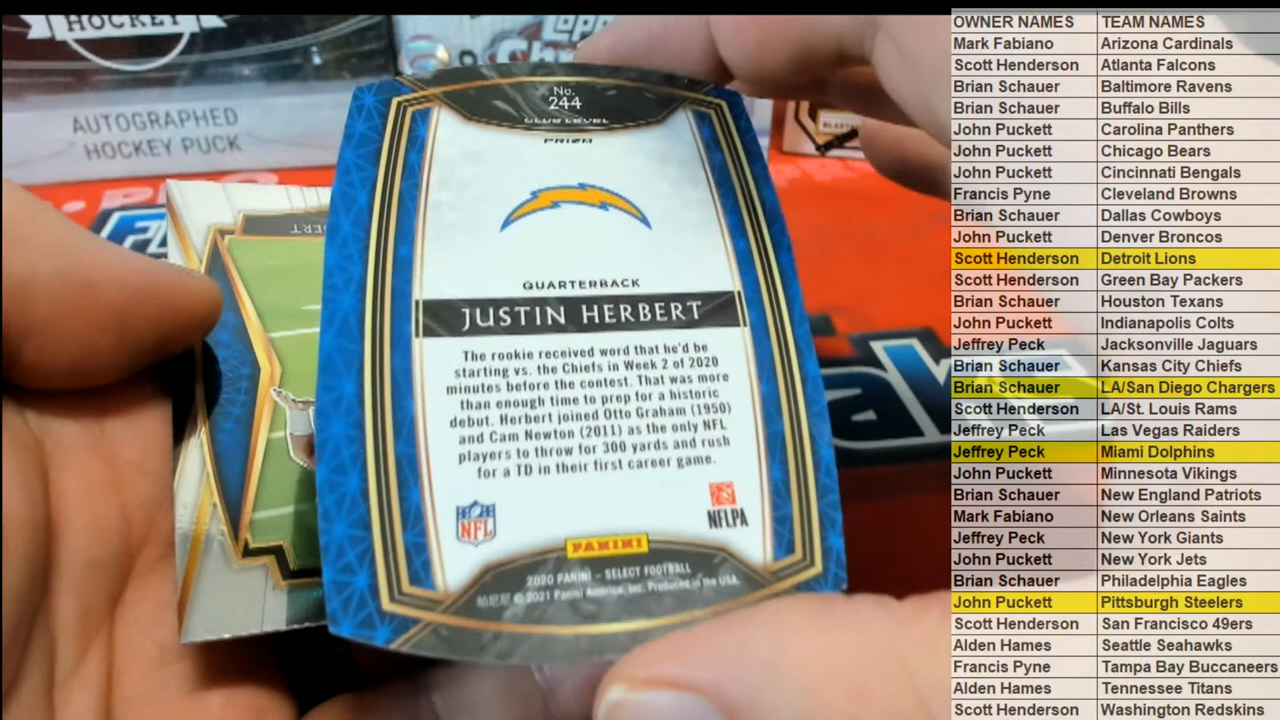 HOCKEY
AUTOGRAPHED
HOCKEY PUCK
Topps
No.
244
CLUB LEVEL
PRIZM
QUARTERBACK
JUSTIN HERBERT
The rookie received word that he'd be
starting vs. the Chiefs in Week 2 of 2020
minutes before the contest. That was more
than enough time to prep for a historic
debut. Herbert joined Otto Graham (1950)
and Cam Newton (2011) as the only NFL
players to throw for 300 yards and rush
for a TD in their first career game.
NFL
NFLPA
PANINI
2020 PANINI – SELECT FOOTBALL
帕尼尼 © 2021 Panini America, Inc. Produced in the USA.
OWNER NAMES TEAM NAMES
Mark Fabiano Arizona Cardinals
Scott Henderson Atlanta Falcons
Brian Schauer Baltimore Ravens
Brian Schauer Buffalo Bills
John Puckett Carolina Panthers
John Puckett Chicago Bears
John Puckett Cincinnati Bengals
Francis Pyne Cleveland Browns
Brian Schauer Dallas Cowboys
John Puckett Denver Broncos
Scott Henderson Detroit Lions
Scott Henderson Green Bay Packers
Brian Schauer Houston Texans
John Puckett Indianapolis Colts
Jeffrey Peck Jacksonville Jaguars
Brian Schauer Kansas City Chiefs
Brian Schauer LA/San Diego Chargers
Scott Henderson LA/St. Louis Rams
Jeffrey Peck Las Vegas Raiders
Jeffrey Peck Miami Dolphins
John Puckett Minnesota Vikings
Brian Schauer New England Patriots
Mark Fabiano New Orleans Saints
Jeffrey Peck New York Giants
John Puckett New York Jets
Brian Schauer Philadelphia Eagles
John Puckett Pittsburgh Steelers
Scott Henderson San Francisco 49ers
Alden Hames Seattle Seahawks
Francis Pyne Tampa Bay Buccaneers
Alden Hames Tennessee Titans
Scott Henderson Washington Redskins